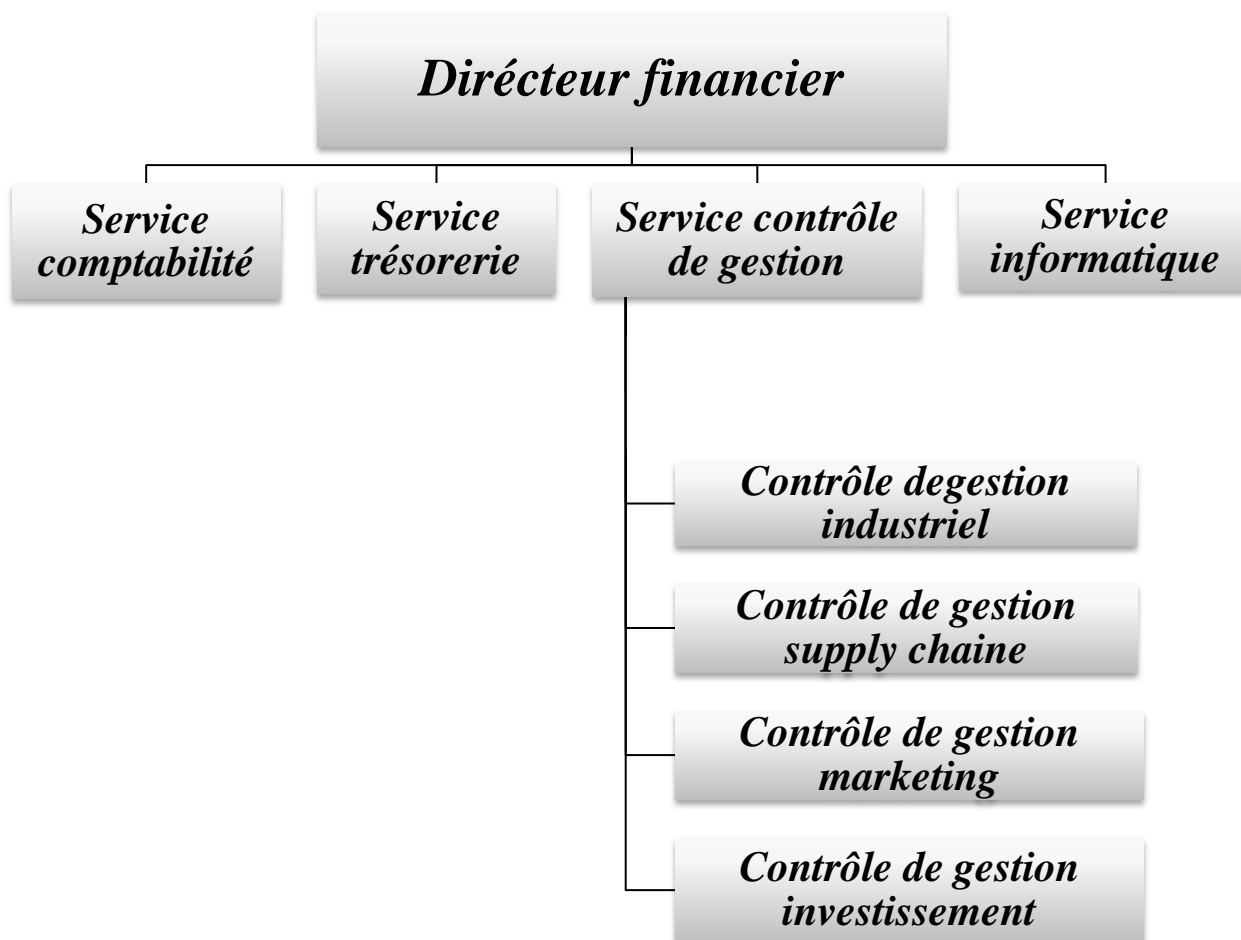 Dirécteur financier
Service
comptabilité
Service
trésorerie
Service contrôle
de gestion
Service
informatique
Contrôle degestion
industriel
Contrôle de gestion
supply chaine
Contrôle de gestion
marketing
Contrôle de gestion
investissement